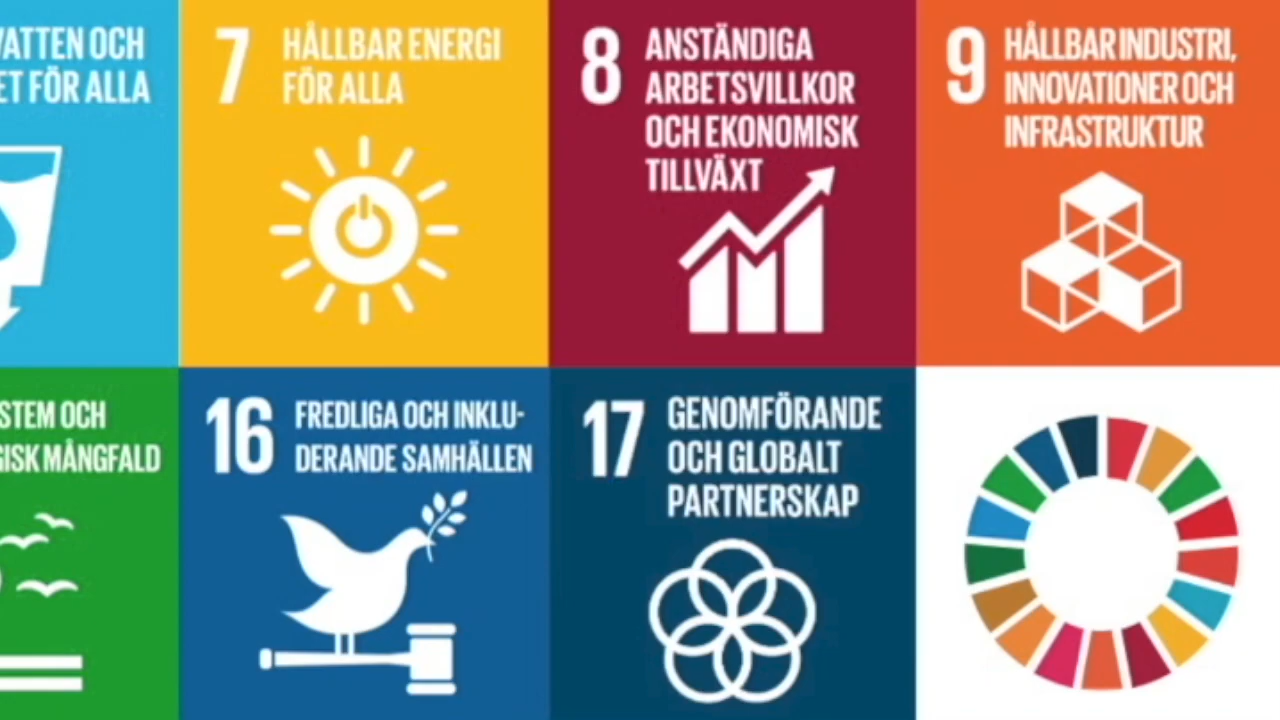 VATTEN OCH
ET FÖR ALLA
7
HÅLLBAR ENERGI
FÖR ALLA
8
ANSTÄNDIGA
ARBETSVILLKOR
OCH EKONOMISK
TILLVÄXT
9
HÅLLBAR INDUSTRI,
INNOVATIONER OCH
INFRASTRUKTUR
STEM OCH
GISK MÅNGFALD
16
FREDLIGA OCH INKLU-
DERANDE SAMHÄLLEN
17
GENOMFÖRANDE
OCH GLOBALT
PARTNERSKAP